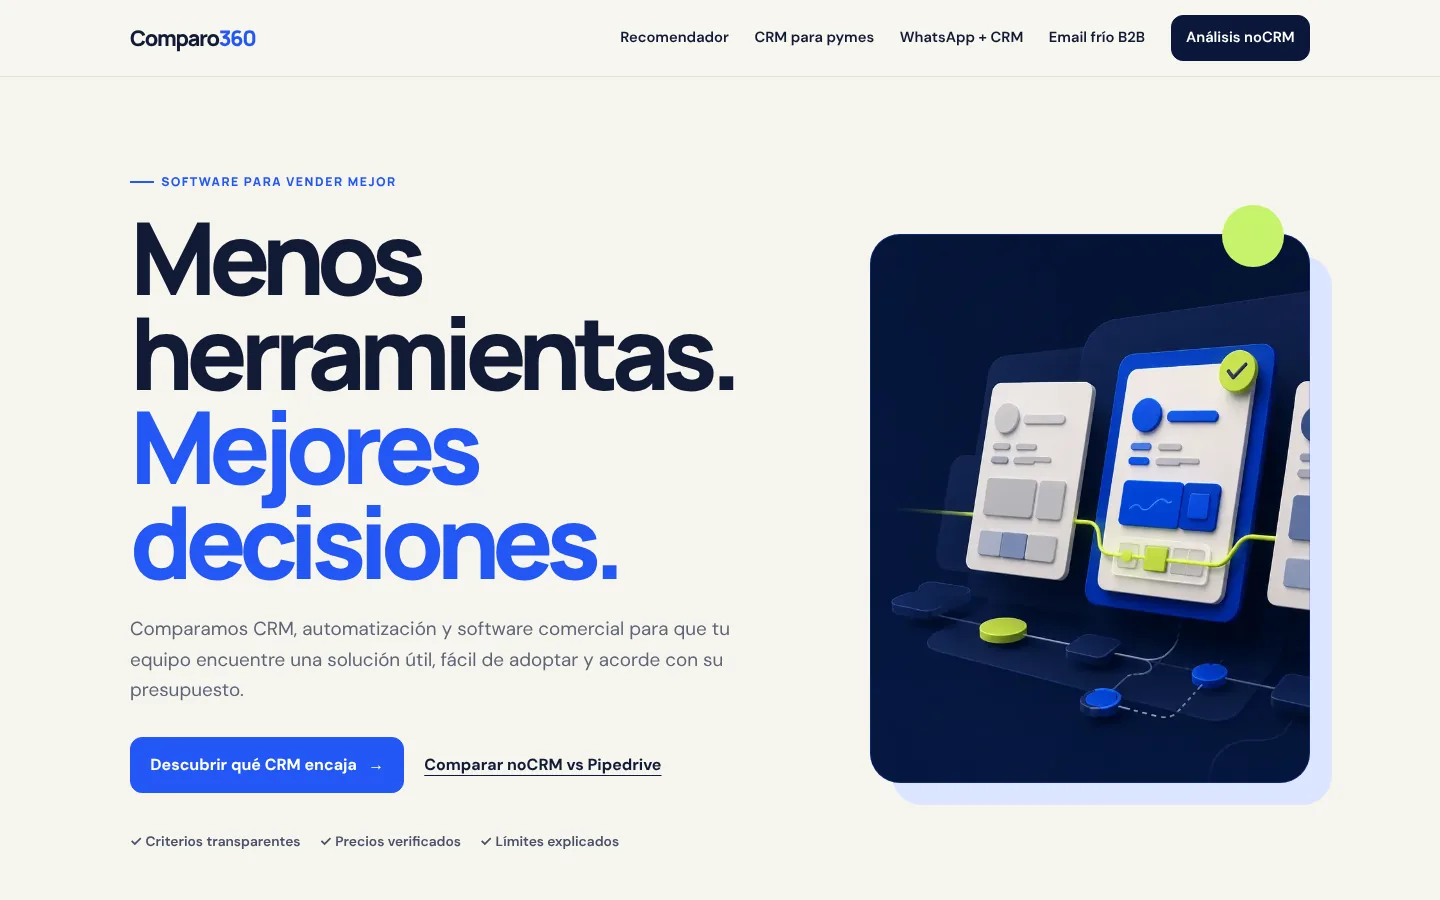 Comparo360
Recomendador
CRM para pymes
WhatsApp + CRM
Email frío B2B
Análisis noCRM
SOFTWARE PARA VENDER MEJOR
Menos
herramientas.
Mejores
decisiones.
Comparamos CRM, automatización y software comercial para que tu
equipo encuentre una solución útil, fácil de adoptar y acorde con su
presupuesto.
Descubrir qué CRM encaja →
Comparar noCRM vs Pipedrive
✓ Criterios transparentes
✓ Precios verificados
✓ Límites explicados